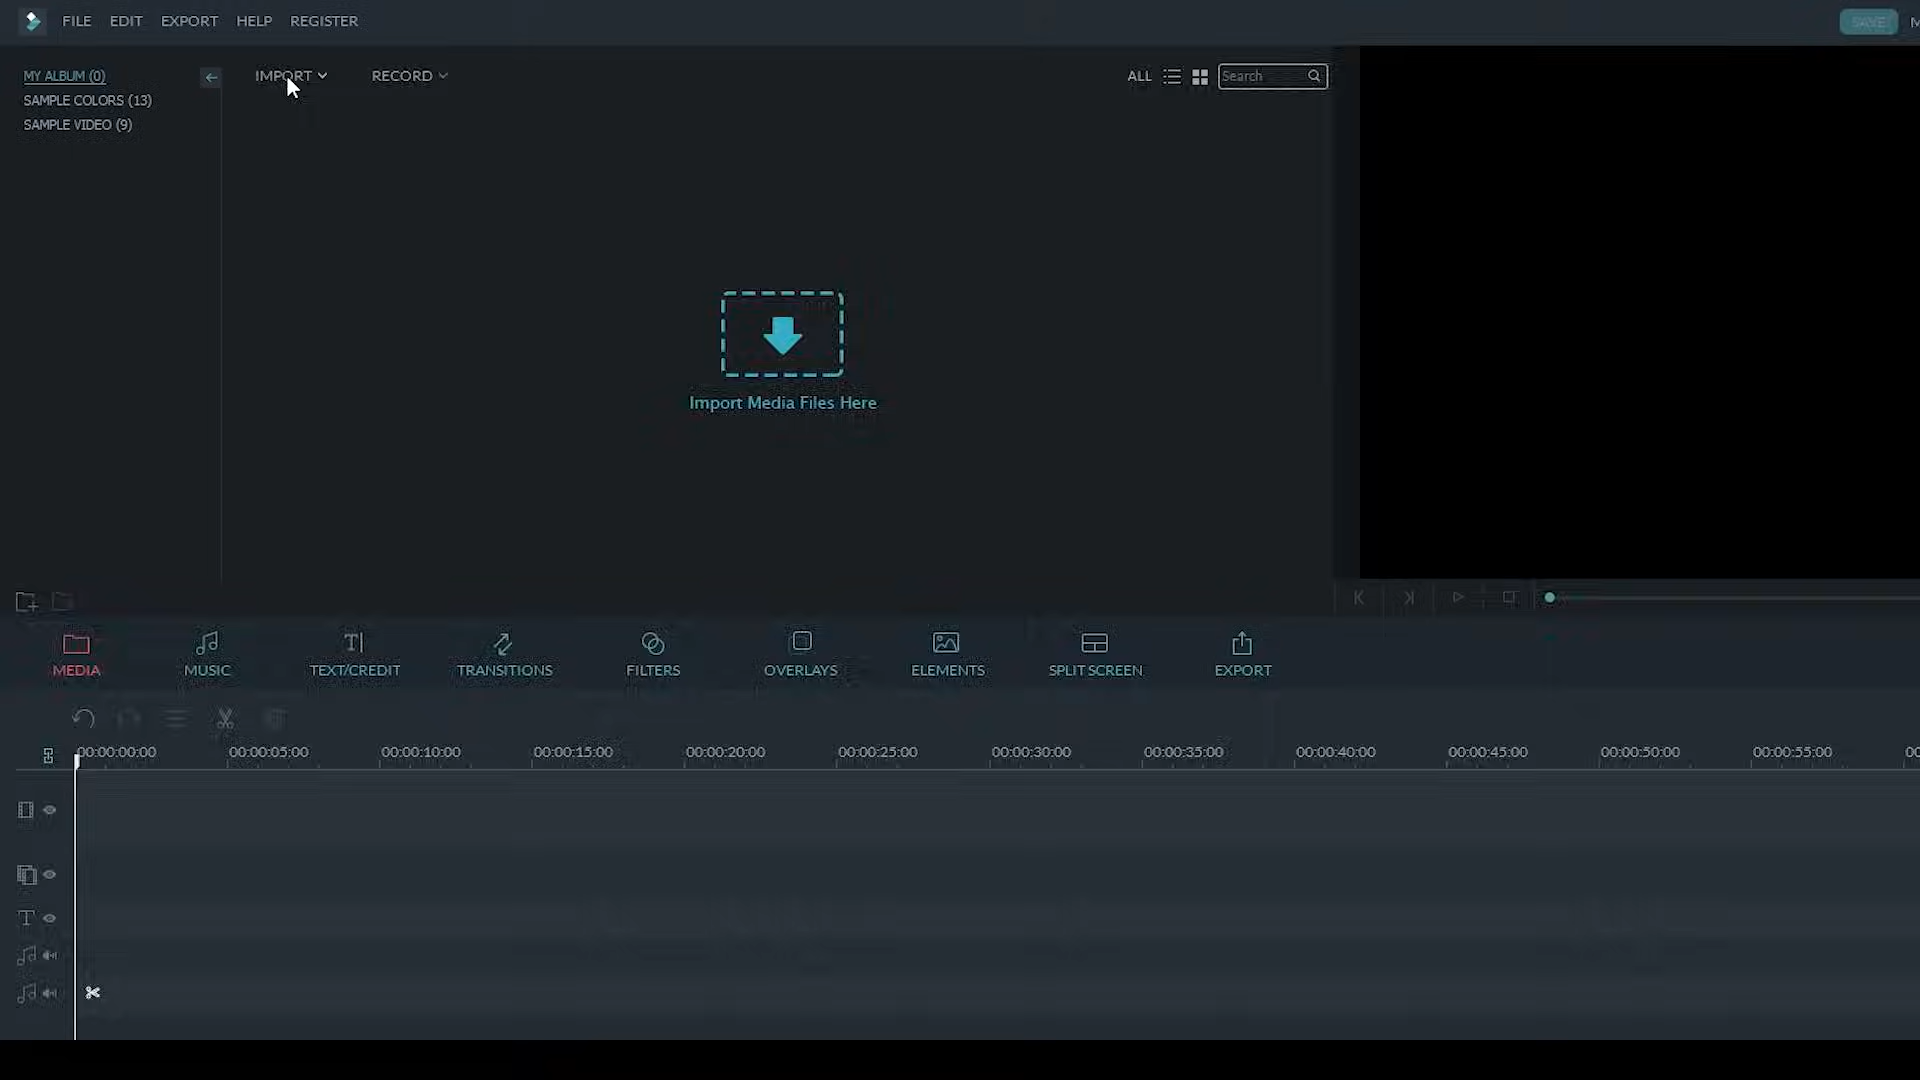 FILE EDIT EXPORT HELP REGISTER SAVE
MY ALBUM (0)
SAMPLE COLORS (13)
SAMPLE VIDEO (9)
IMPORT RECORD ALL Search
Import Media Files Here
MEDIA MUSIC TEXT/CREDIT TRANSITIONS FILTERS OVERLAYS ELEMENTS SPLIT SCREEN EXPORT
00:00:00:00 00:00:05:00 00:00:10:00 00:00:15:00 00:00:20:00 00:00:25:00 00:00:30:00 00:00:35:00 00:00:40:00 00:00:45:00 00:00:50:00 00:00:55:00